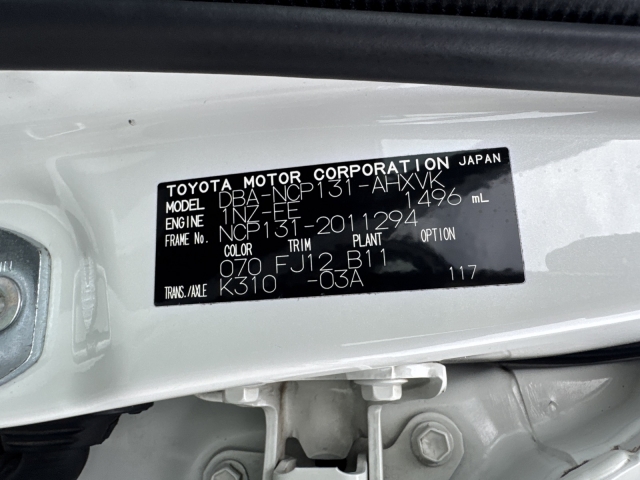 TOYOTA MOTOR CORPORATION JAPAN
MODEL DBA-NCP131-AHXVK
ENGINE 1NZ-FE 1496 mL
FRAME No. NCP131-2011294
COLOR TRIM PLANT OPTION
070 FJ12 B11
TRANS./AXLE K310 -03A 117